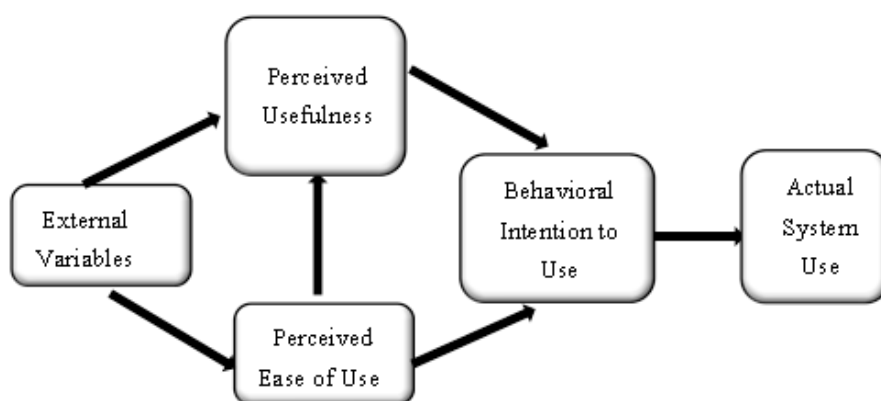 Perceived
Usefulness
External
Variables
Perceived
Ease of Use
Behavioral
Intention to
Use
Actual
System
Use